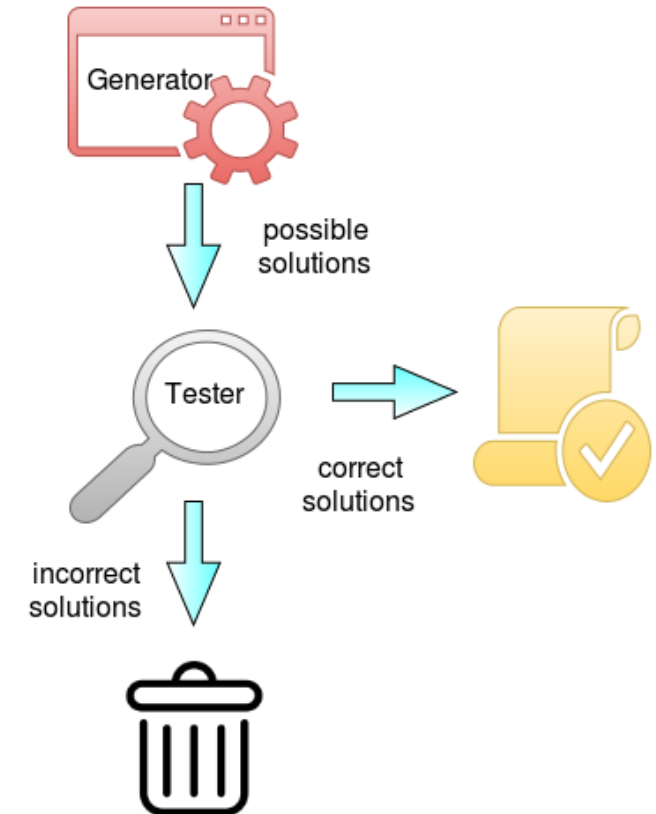 Generator
possible
solutions
Tester
correct
solutions
incorrect
solutions